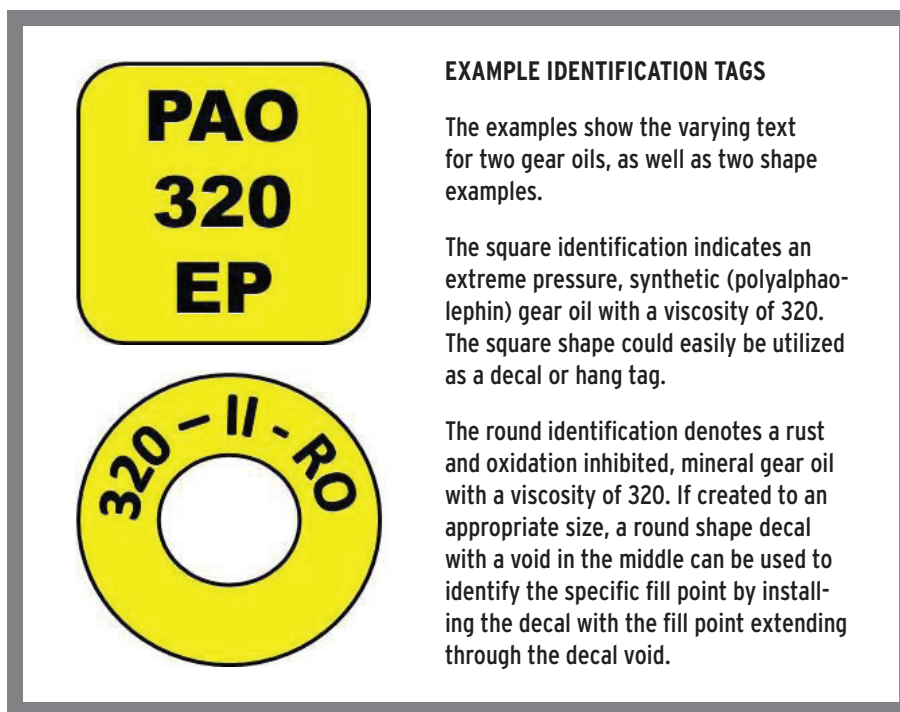 PAO
320
EP
320 – II - RO
EXAMPLE IDENTIFICATION TAGS
The examples show the varying text
for two gear oils, as well as two shape
examples.
The square identification indicates an
extreme pressure, synthetic (polyalphao-
lephin) gear oil with a viscosity of 320.
The square shape could easily be utilized
as a decal or hang tag.
The round identification denotes a rust
and oxidation inhibited, mineral gear oil
with a viscosity of 320. If created to an
appropriate size, a round shape decal
with a void in the middle can be used to
identify the specific fill point by install-
ing the decal with the fill point extending
through the decal void.